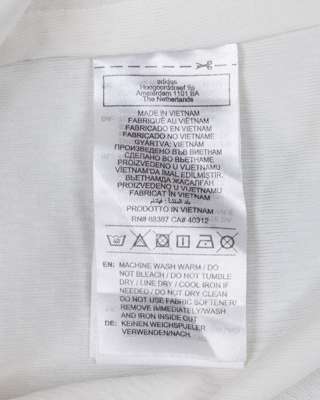 adidas
Hoogoorddreef 9a
Amsterdam 1101 BA
The Netherlands
MADE IN VIETNAM
FABRIQUÉ AU VIETNAM
FABRICADO EN VIETNAM
FABRICADO NO VIETNAME
GYÁRTVA: VIETNAM
ПРОИЗВЕДЕНО ВЪВ ВИЕТНАМ
СДЕЛАНО ВО ВЬЕТНАМЕ
PROIZVEDENO U VIJETNAMU
VIETNAM'DA IMAL EDILMISTIR.
ВЬЕТНАМДА ЖАСАЛҒАН
PROIZVEDENO U VIJETNAMU
FABRICAT ÎN VIETNAM
PRODOTTO IN VIETNAM
RN# 88387 CA# 40312
EN: MACHINE WASH WARM / DO
NOT BLEACH / DO NOT TUMBLE
DRY / LINE DRY / COOL IRON IF
NEEDED / DO NOT DRY CLEAN
DO NOT USE FABRIC SOFTENER/
REMOVE IMMEDIATELY/WASH
AND IRON INSIDE OUT
DE: KEINEN WEICHSPÜLER
VERWENDEN/NACH